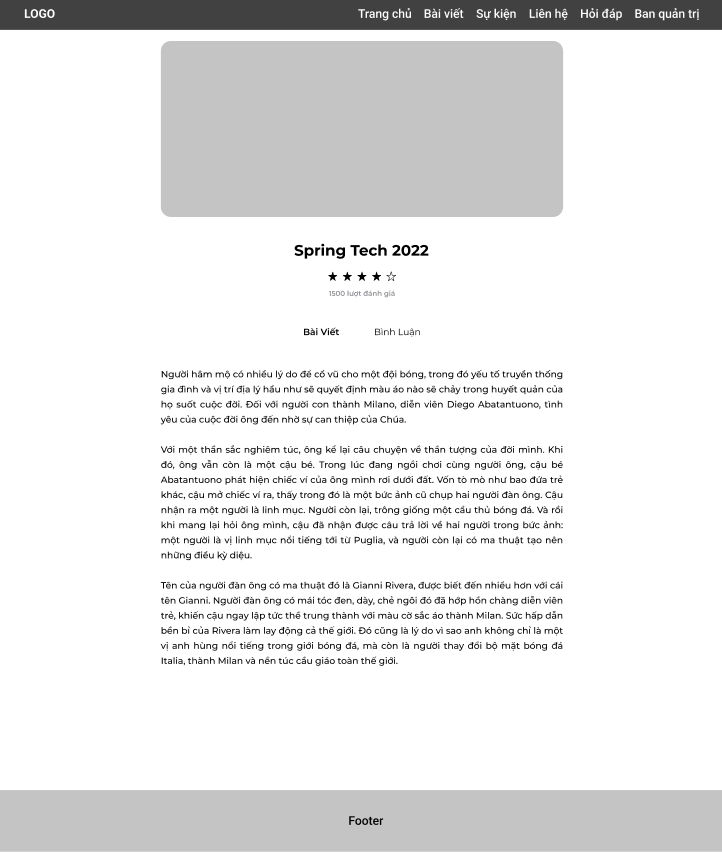 LOGO Trang chủ Bài viết Sự kiện Liên hệ Hỏi đáp Ban quản trị
Spring Tech 2022
★ ★ ★ ★ ☆
1500 lượt đánh giá
Bài Viết Bình Luận
Người hâm mộ có nhiều lý do để cổ vũ cho một đội bóng, trong đó yếu tố truyền thống
gia đình và vị trí địa lý hầu như sẽ quyết định màu áo nào sẽ chảy trong huyết quản của
họ suốt cuộc đời. Đối với người con thành Milano, diễn viên Diego Abatantuono, tình
yêu của cuộc đời ông đến nhờ sự can thiệp của Chúa.
Với một thần sắc nghiêm túc, ông kể lại câu chuyện về thần tượng của đời mình. Khi
đó, ông vẫn còn là một cậu bé. Trong lúc đang ngồi chơi cùng người ông, cậu bé
Abatantuono phát hiện chiếc ví của ông mình rơi dưới đất. Vốn tò mò như bao đứa trẻ
khác, cậu mở chiếc ví ra, thấy trong đó là một bức ảnh cũ chụp hai người đàn ông. Cậu
nhận ra một người là linh mục. Người còn lại, trông giống một cầu thủ bóng đá. Và rồi
khi mang lại hỏi ông mình, cậu đã nhận được câu trả lời về hai người trong bức ảnh:
một người là vị linh mục nổi tiếng tới từ Puglia, và người còn lại có ma thuật tạo nên
những điều kỳ diệu.
Tên của người đàn ông có ma thuật đó là Gianni Rivera, được biết đến nhiều hơn với cái
tên Gianni. Người đàn ông có mái tóc đen, dày, chẻ ngôi đó đã hớp hồn chàng diễn viên
trẻ, khiến cậu ngay lập tức thề trung thành với màu cờ sắc áo thành Milan. Sức hấp dẫn
bền bỉ của Rivera làm lay động cả thế giới. Đó cũng là lý do vì sao anh không chỉ là một
vị anh hùng nổi tiếng trong giới bóng đá, mà còn là người thay đổi bộ mặt bóng đá
Italia, thành Milan và nền túc cầu giáo toàn thế giới.
Footer